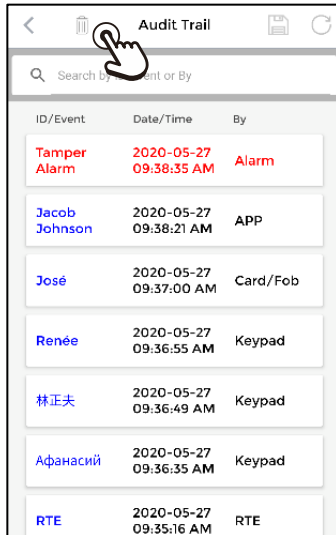 Audit Trail
Search by ent or By
ID/Event Date/Time By
Tamper Alarm 2020-05-27 09:38:35 AM Alarm
Jacob Johnson 2020-05-27 09:38:21 AM APP
José 2020-05-27 09:37:00 AM Card/Fob
Renée 2020-05-27 09:36:55 AM Keypad
林正夫 2020-05-27 09:36:49 AM Keypad
Афанасий 2020-05-27 09:36:35 AM Keypad
RTE 2020-05-27 09:35:16 AM RTE